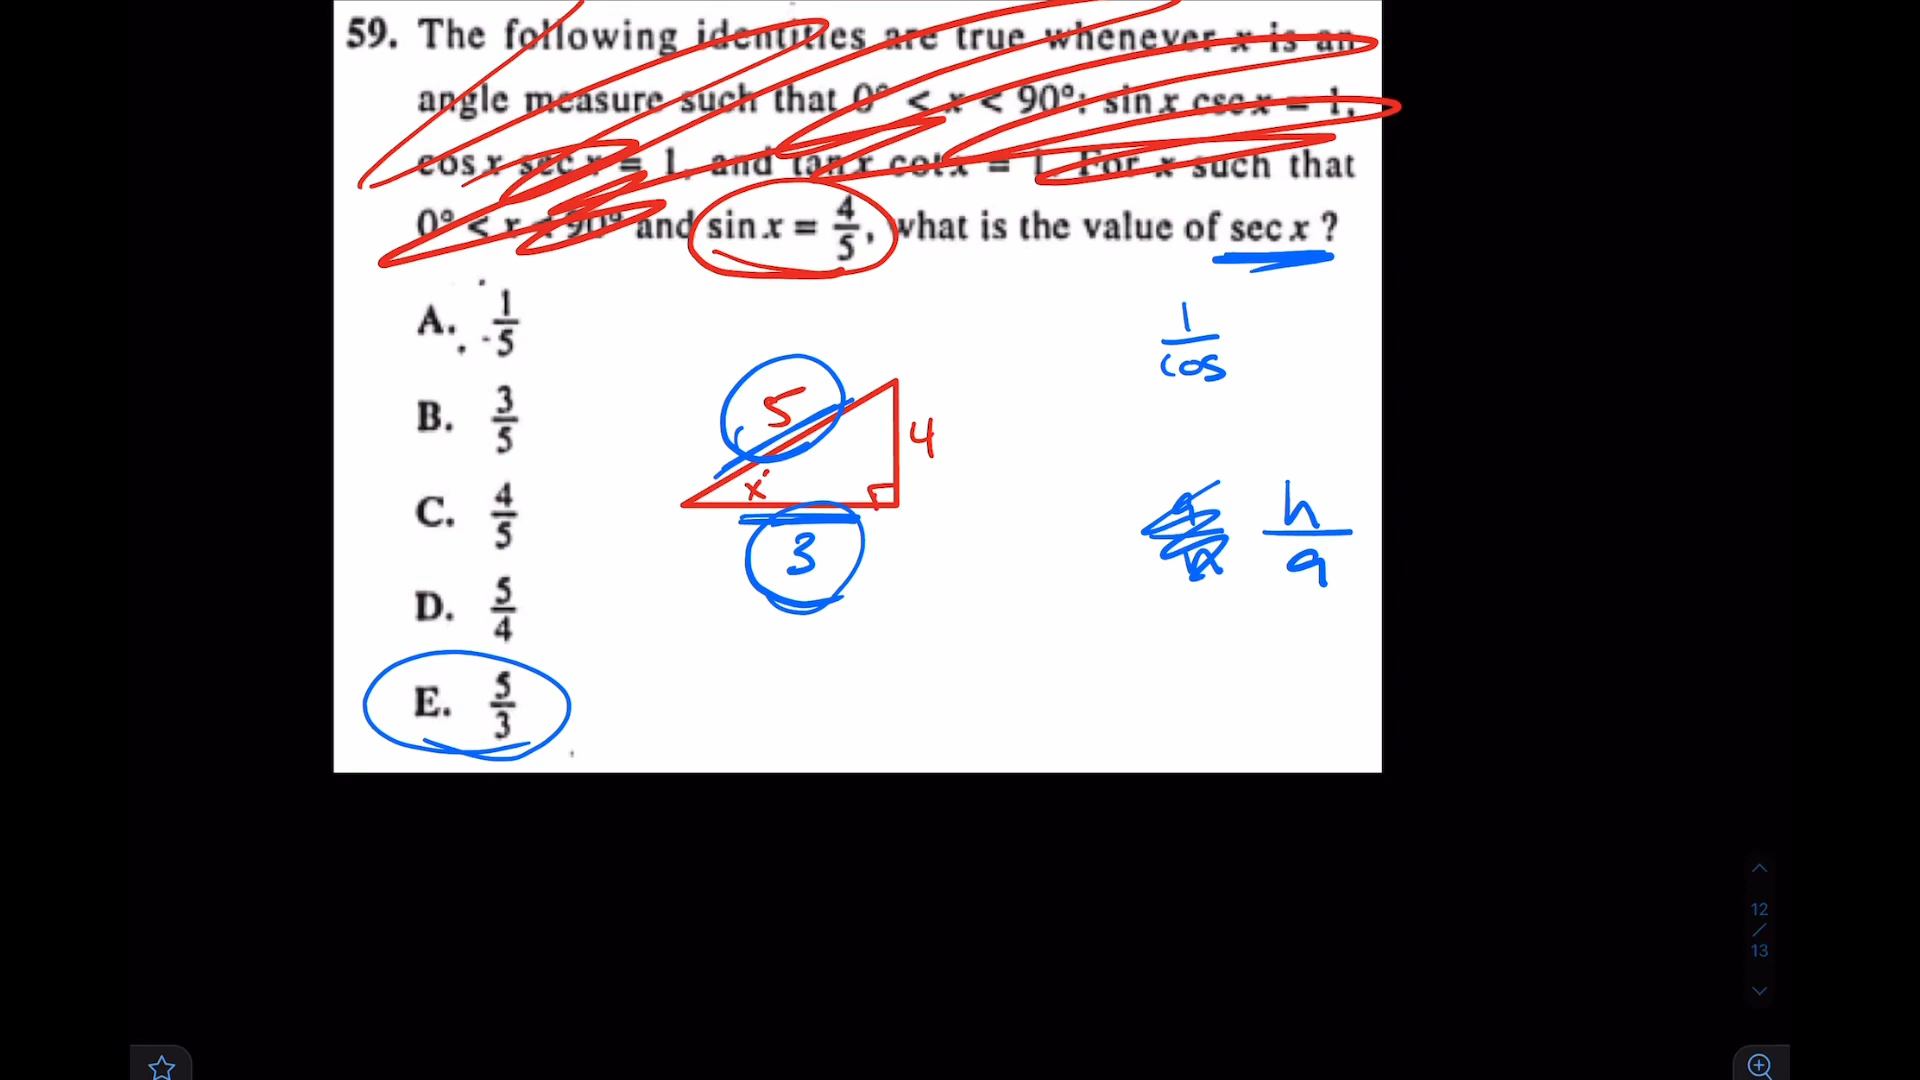 59. The following identities are true whenever x is an
angle measure such that 0° < x < 90°: sin x csc x = 1,
cos x sec x = 1, and tan x cot x = 1. For x such that
0° < x < 90° and sin x = 4/5, what is the value of sec x ?
A. 1/5
B. 3/5
C. 4/5
D. 5/4
E. 5/3
1/cos
5
4
x
3
h/a
12
/
13